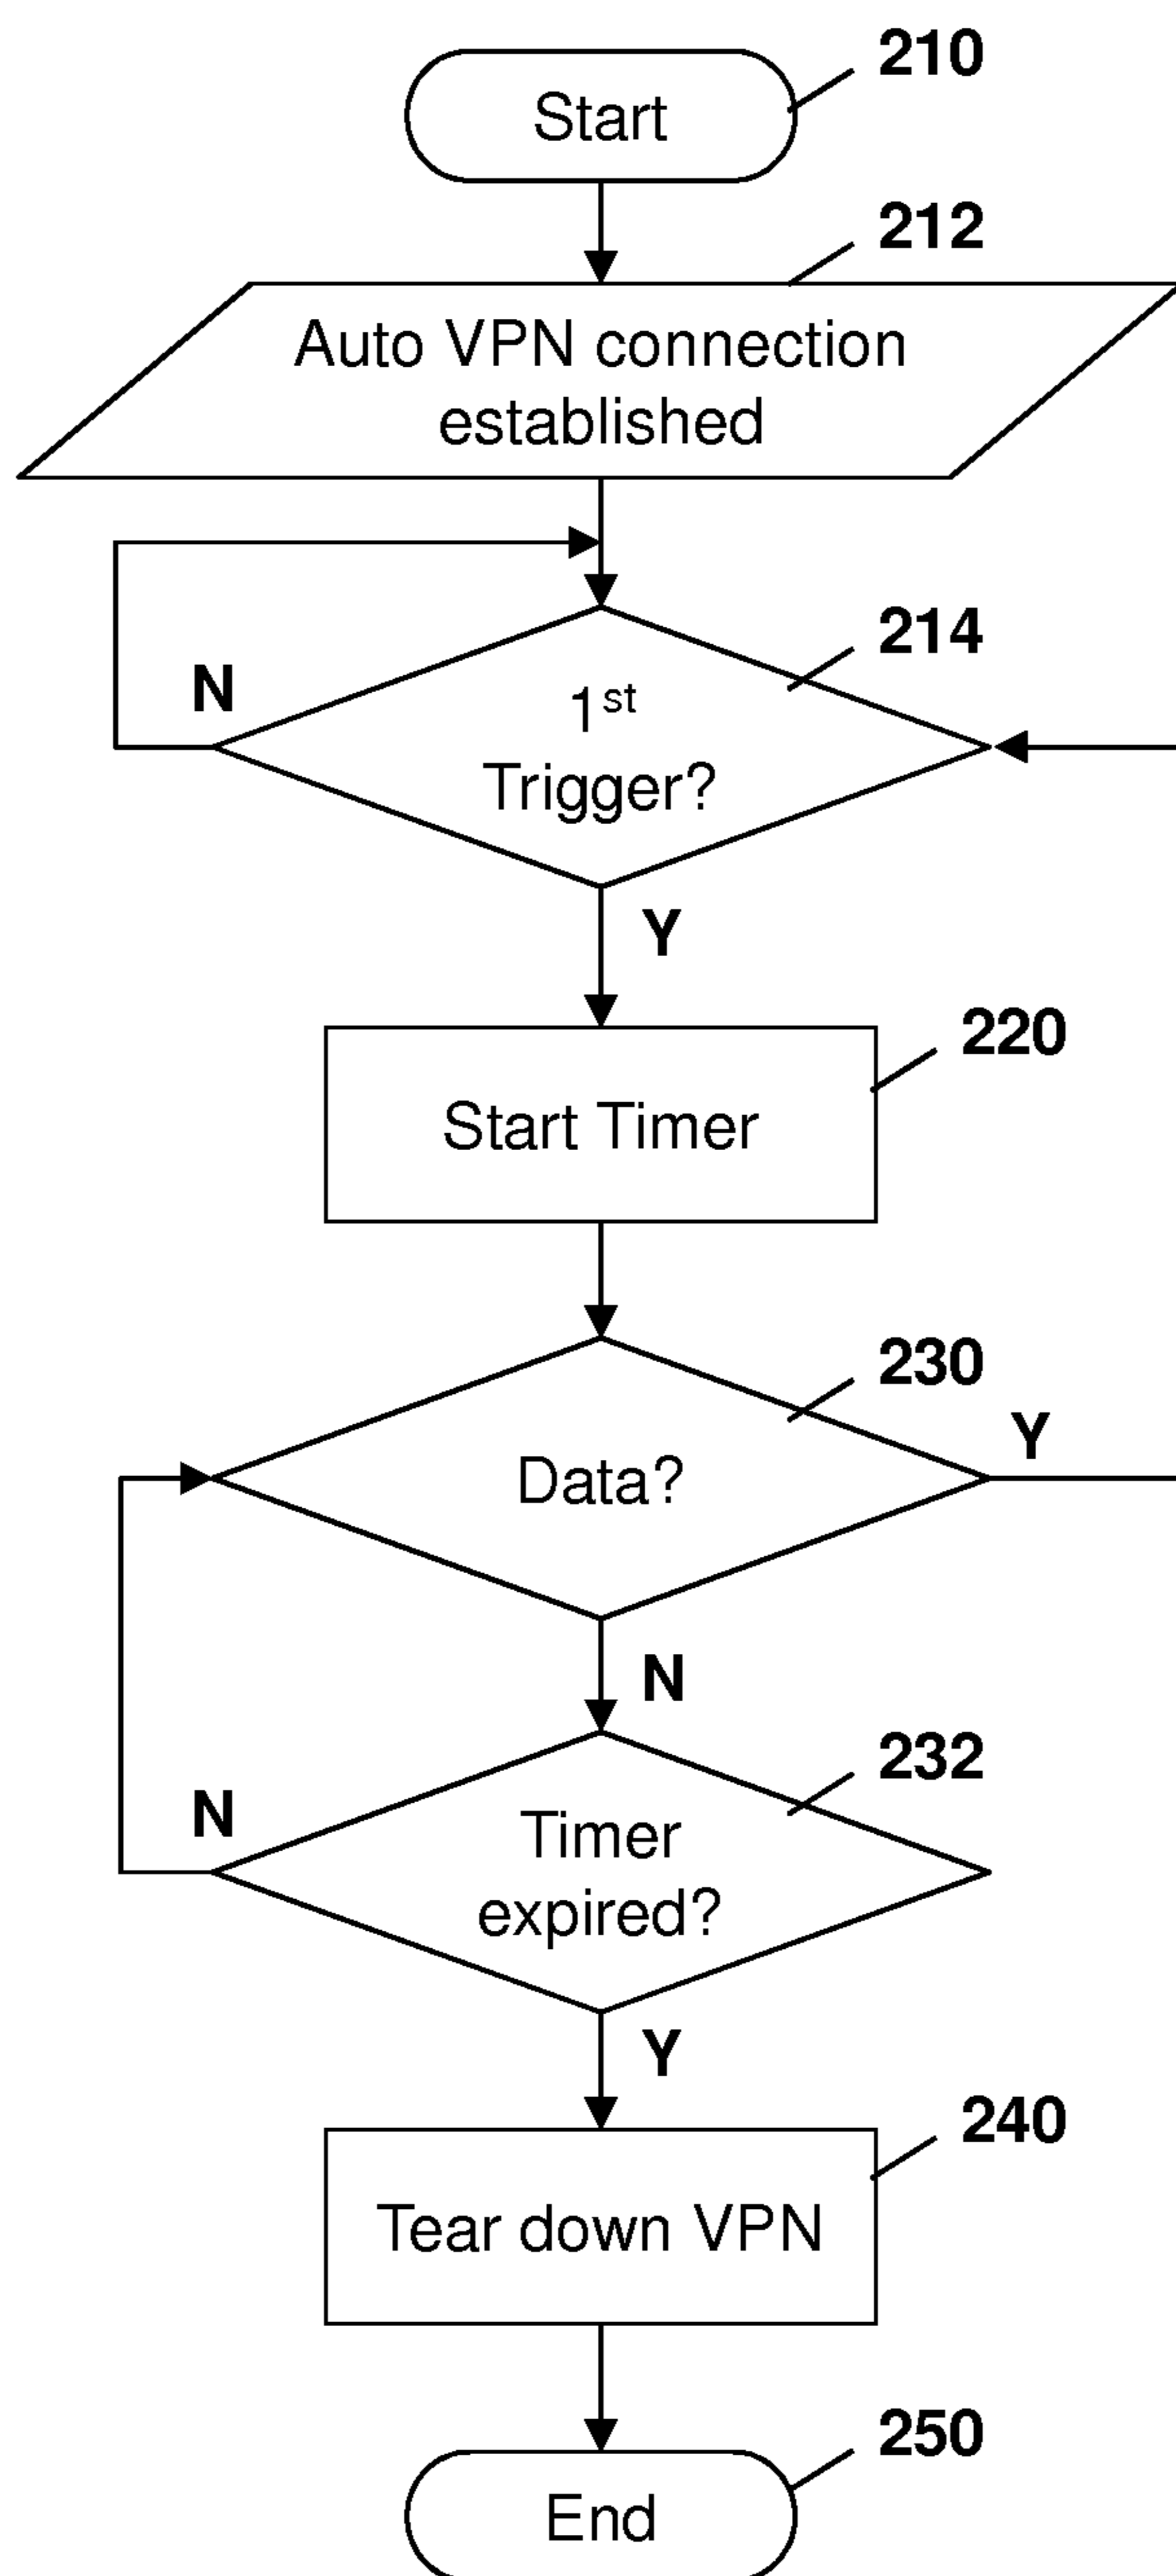 210
Start
212
Auto VPN connection
established
214
N
1st
Trigger?
Y
220
Start Timer
230
Y
Data?
N
232
N
Timer
expired?
Y
240
Tear down VPN
250
End